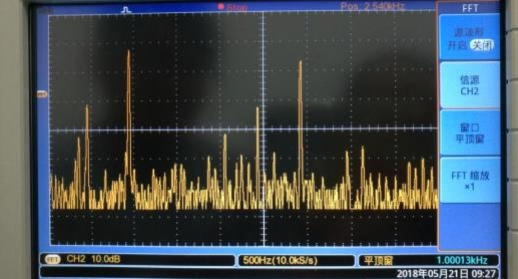 Stop
Pos 2.540kHz
FFT
源波形
开启 关闭
信源
CH2
窗口
平顶窗
FFT 缩放
×1
FFT CH2 10.0dB
500Hz(10.0kS/s)
平顶窗
1.00013kHz
2018年05月21日 09:27